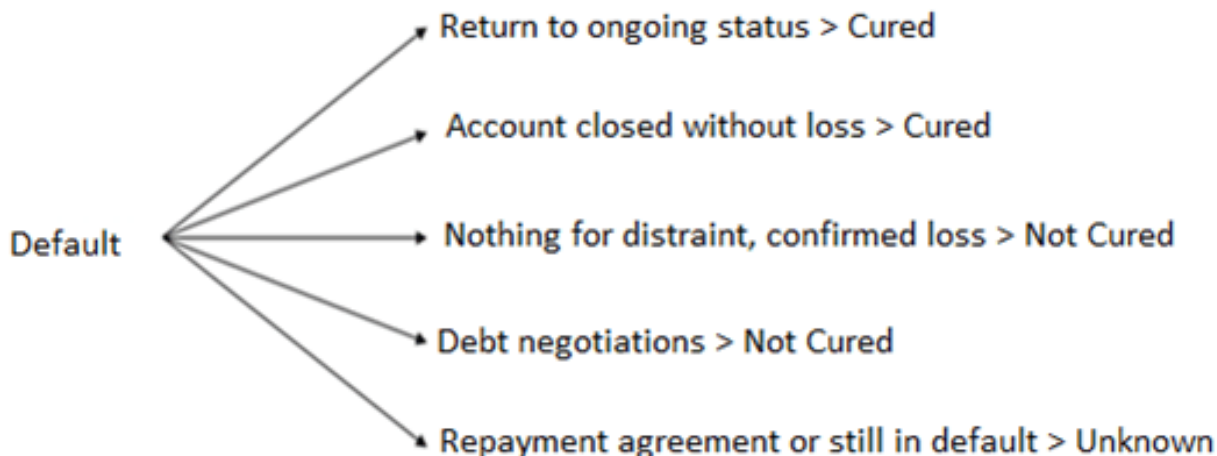 Return to ongoing status > Cured
Account closed without loss > Cured
Default
Nothing for distraint, confirmed loss > Not Cured
Debt negotiations > Not Cured
Repayment agreement or still in default > Unknown